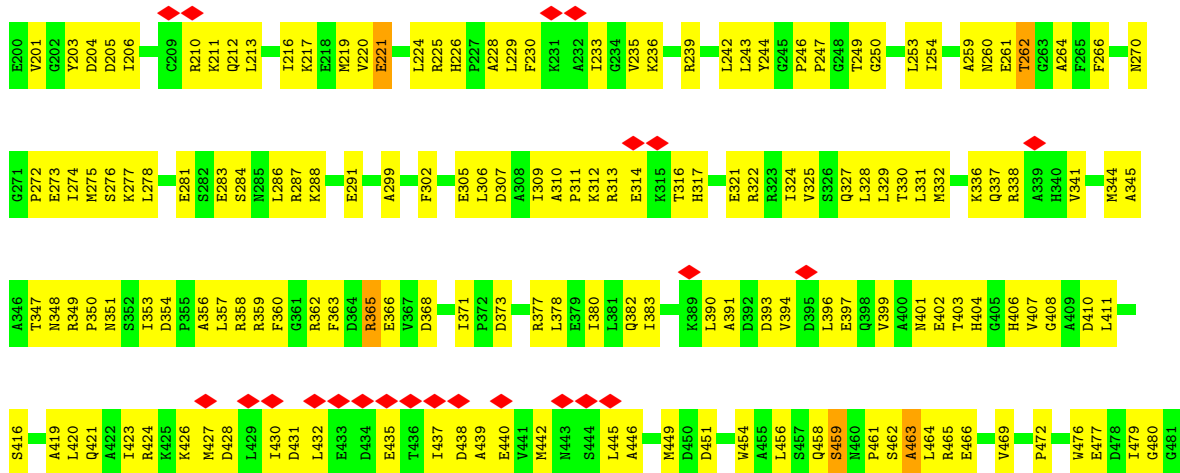 E200 V201 G202 Y203 D204 D205 I206 C209 R210 K211 Q212 L213 I216 K217 E218 M219 V220 E221 L224 R225 H226 P227 A228 L229 F230 K231 A232 I233 G234 V235 K236 R239 L242 L243 Y244 G245 P246 P247 G248 T249 G250 L253 I254 A259 N260 E261 T262 G263 A264 F265 F266 N270
G271 P272 E273 I274 M275 S276 K277 L278 E281 S282 E283 S284 N285 L286 R287 K288 E291 A299 F302 E305 L306 D307 A308 I309 A310 P311 K312 R313 E314 K315 T316 H317 E321 R322 R323 I324 V325 S326 Q327 L328 L329 T330 L331 M332 K336 Q337 R338 A339 H340 V341 M344 A345
A346 T347 N348 R349 P350 N351 S352 I353 D354 P355 A356 L357 R358 R359 F360 G361 R362 F363 D364 R365 E366 V367 D368 I371 P372 D373 R377 L378 E379 I380 L381 Q382 I383 K389 L390 A391 D392 D393 V394 D395 L396 E397 Q398 V399 A400 N401 E402 T403 H404 G405 H406 V407 G408 A409 D410 L411
S416 A419 L420 Q421 A422 I423 R424 K425 K426 M427 D428 L429 I430 D431 L432 E433 D434 E435 T436 I437 D438 A439 E440 V441 M442 N443 S444 L445 A446 M449 D450 D451 W454 A455 L456 S457 Q458 S459 N460 P461 S462 A463 L464 R465 E466 V469 P472 W476 E477 D478 I479 G480 G481